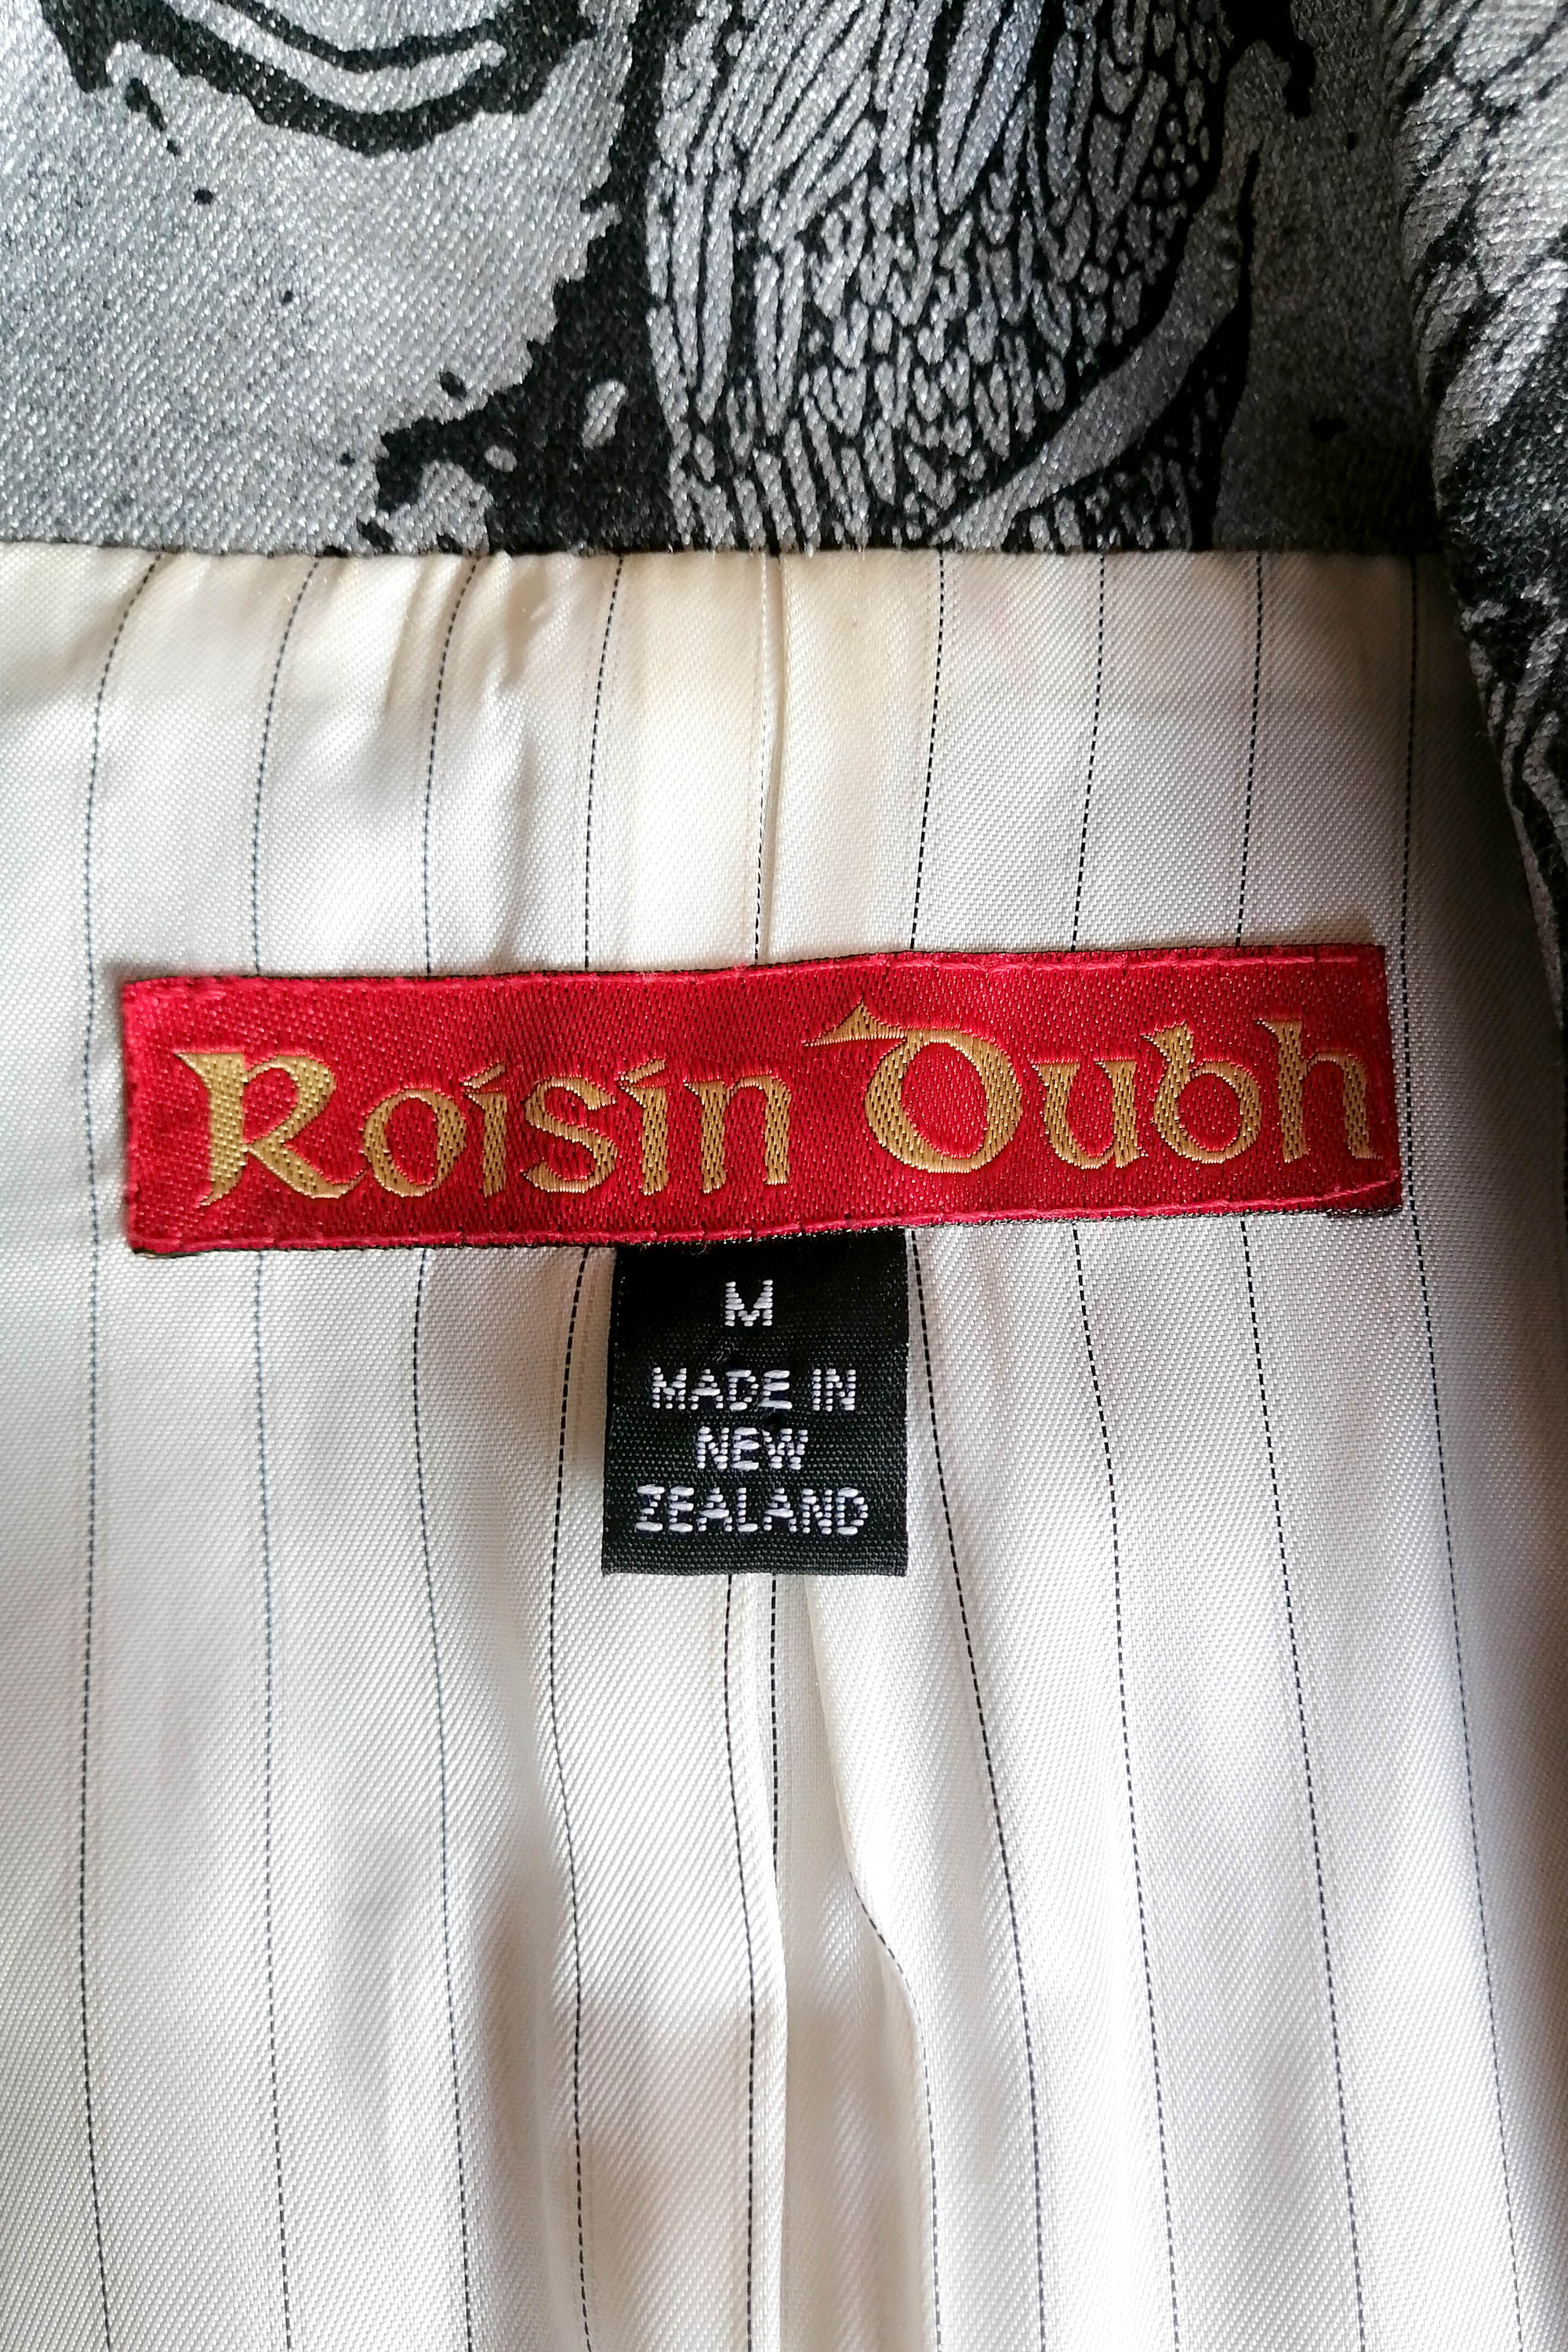 Roísín Dubh
M
MADE IN
NEW
ZEALAND